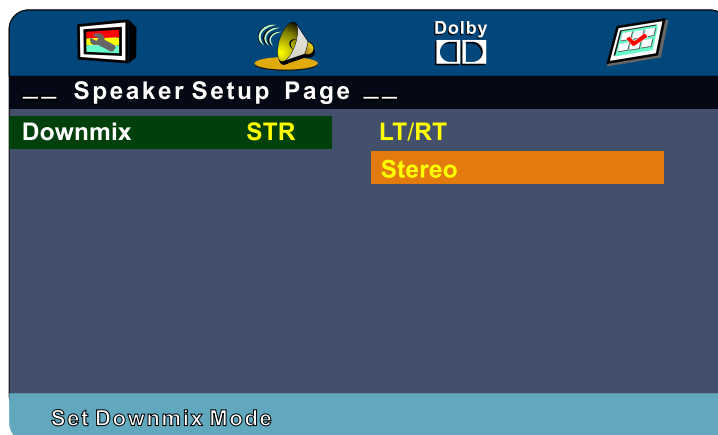 Dolby
__ Speaker Setup Page __
Downmix STR LT/RT
Stereo
Set Downmix Mode